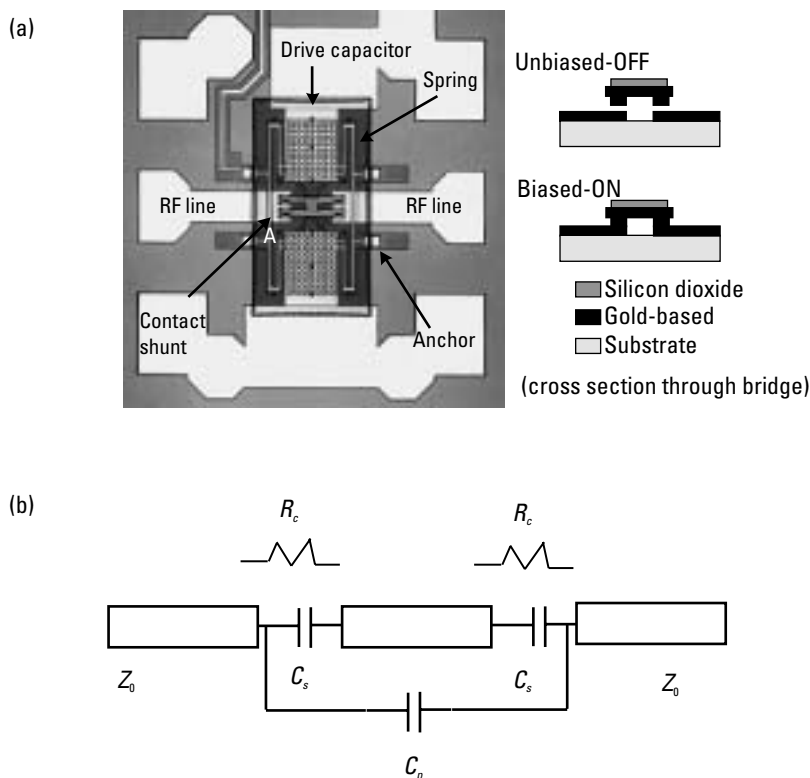 (a)
Drive capacitor
Spring
RF line
RF line
A
Contact
shunt
Anchor
Unbiased-OFF
Biased-ON
Silicon dioxide
Gold-based
Substrate
(cross section through bridge)
(b)
R_c
R_c
Z_0
C_s
C_s
Z_0
C_p